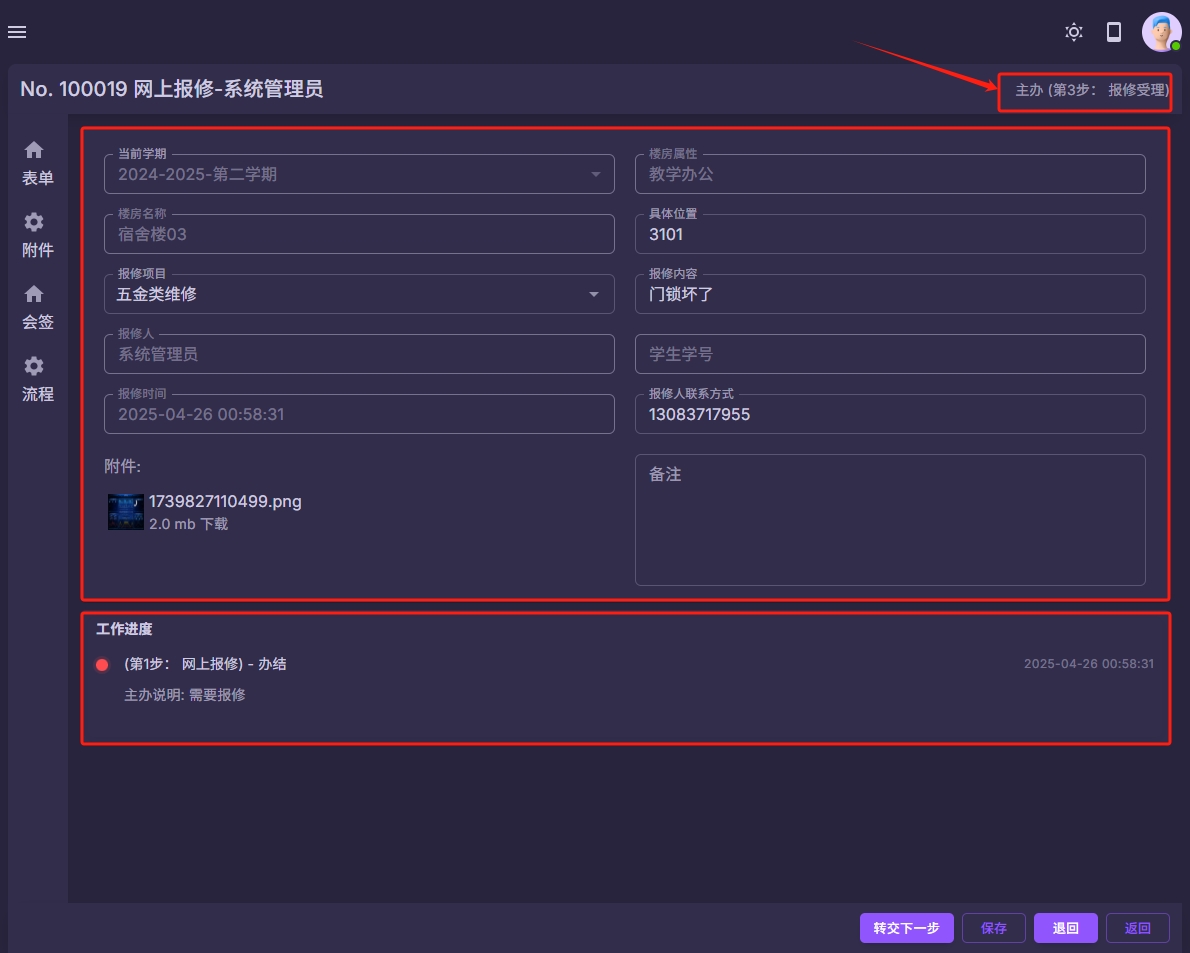 No. 100019 网上报修-系统管理员
主办 (第3步： 报修受理)
表单
附件
会签
流程
当前学期
2024-2025-第二学期
楼房属性
教学办公
楼房名称
宿舍楼03
具体位置
3101
报修项目
五金类维修
报修内容
门锁坏了
报修人
系统管理员
学生学号
报修时间
2025-04-26 00:58:31
报修人联系方式
13083717955
附件:
1739827110499.png
2.0 mb 下载
备注
工作进度
(第1步： 网上报修) - 办结
2025-04-26 00:58:31
主办说明: 需要报修
转交下一步
保存
退回
返回